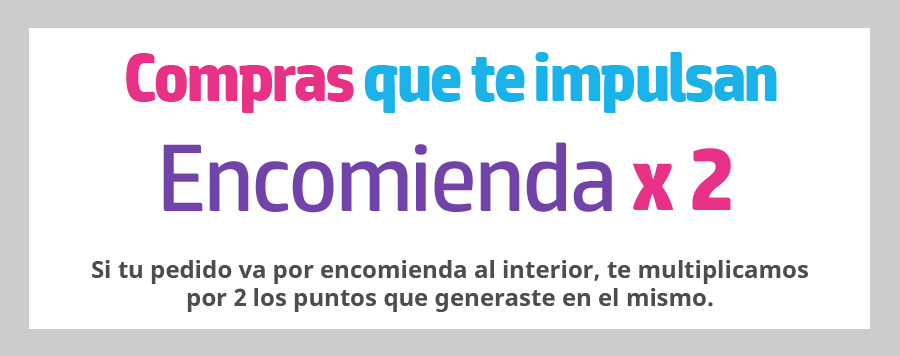 Compras que te impulsan
Encomienda x 2
Si tu pedido va por encomienda al interior, te multiplicamos
por 2 los puntos que generaste en el mismo.